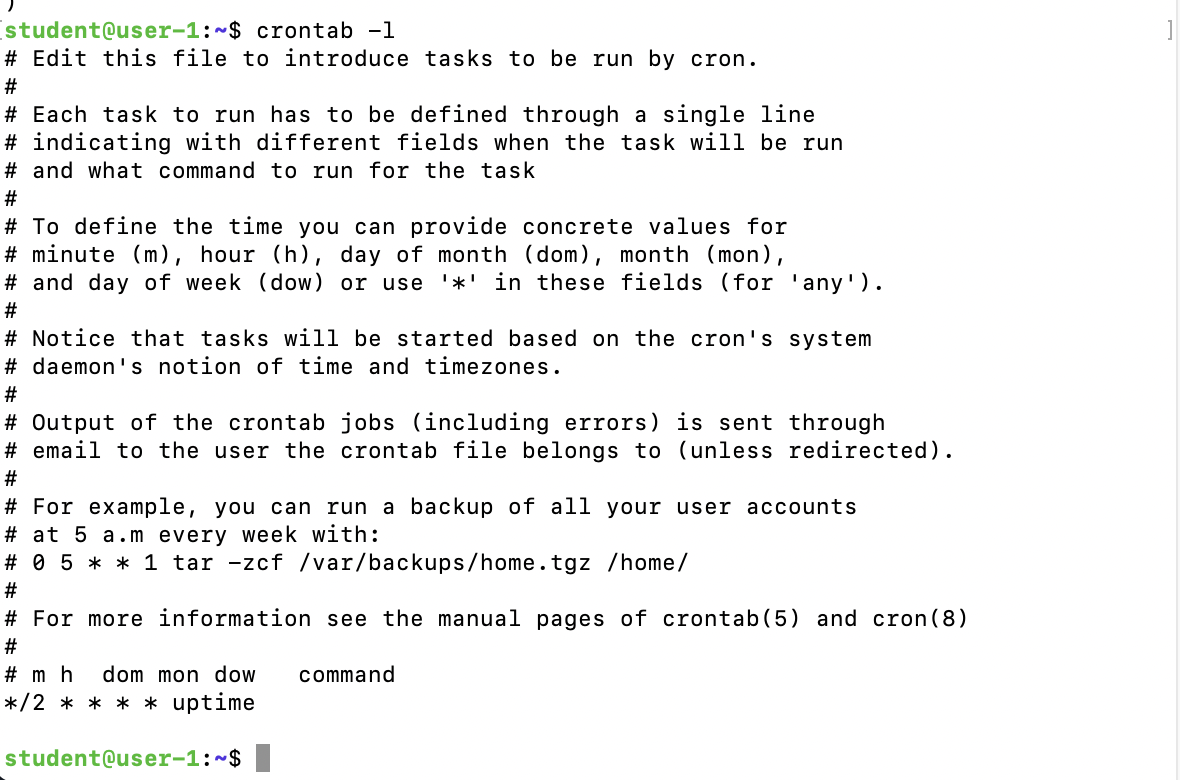 )
[student@user-1:~$ crontab -l ]
# Edit this file to introduce tasks to be run by cron.
#
# Each task to run has to be defined through a single line
# indicating with different fields when the task will be run
# and what command to run for the task
#
# To define the time you can provide concrete values for
# minute (m), hour (h), day of month (dom), month (mon),
# and day of week (dow) or use '*' in these fields (for 'any').
#
# Notice that tasks will be started based on the cron's system
# daemon's notion of time and timezones.
#
# Output of the crontab jobs (including errors) is sent through
# email to the user the crontab file belongs to (unless redirected).
#
# For example, you can run a backup of all your user accounts
# at 5 a.m every week with:
# 0 5 * * 1 tar -zcf /var/backups/home.tgz /home/
#
# For more information see the manual pages of crontab(5) and cron(8)
#
# m h  dom mon dow   command
*/2 * * * * uptime
student@user-1:~$